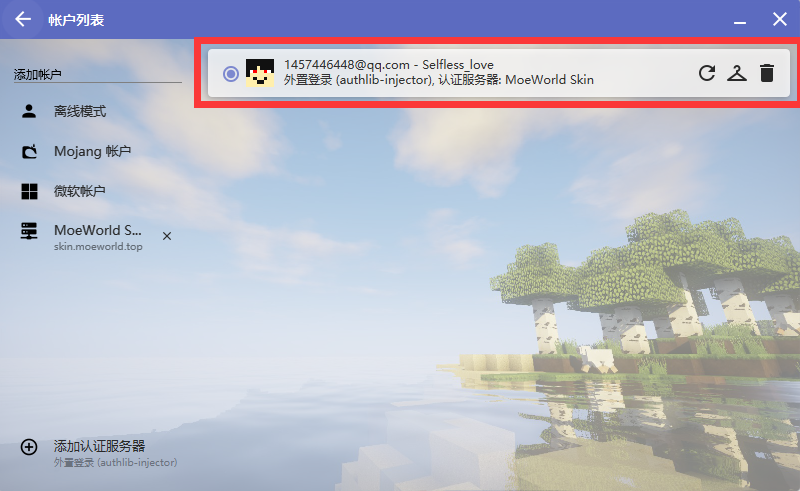 帐户列表
添加帐户
离线模式
Mojang 帐户
微软帐户
MoeWorld S...
skin.moeworld.top
添加认证服务器
外置登录 (authlib-injector)
1457446448@qq.com - Selfless_love
外置登录 (authlib-injector), 认证服务器: MoeWorld Skin